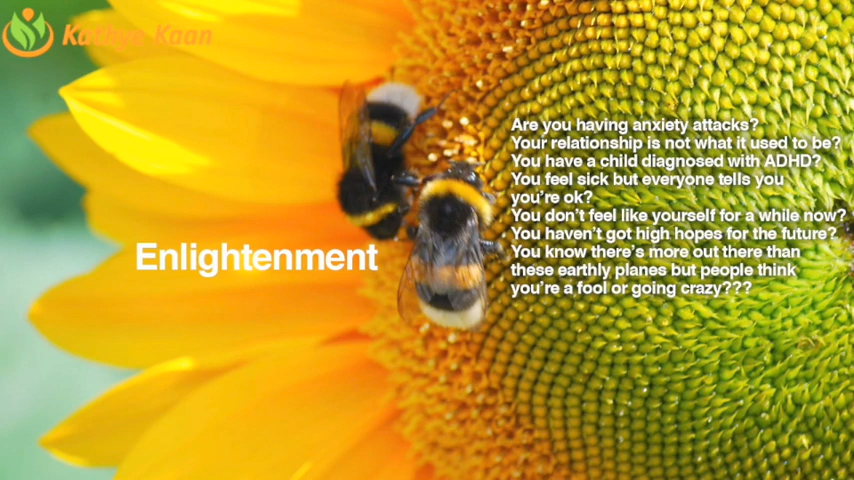 Kathye Kaan
Are you having anxiety attacks?
Your relationship is not what it used to be?
You have a child diagnosed with ADHD?
You feel sick but everyone tells you
you're ok?
You don't feel like yourself for a while now?
You haven't got high hopes for the future?
You know there's more out there than
these earthly planes but people think
you're a fool or going crazy???
Enlightenment